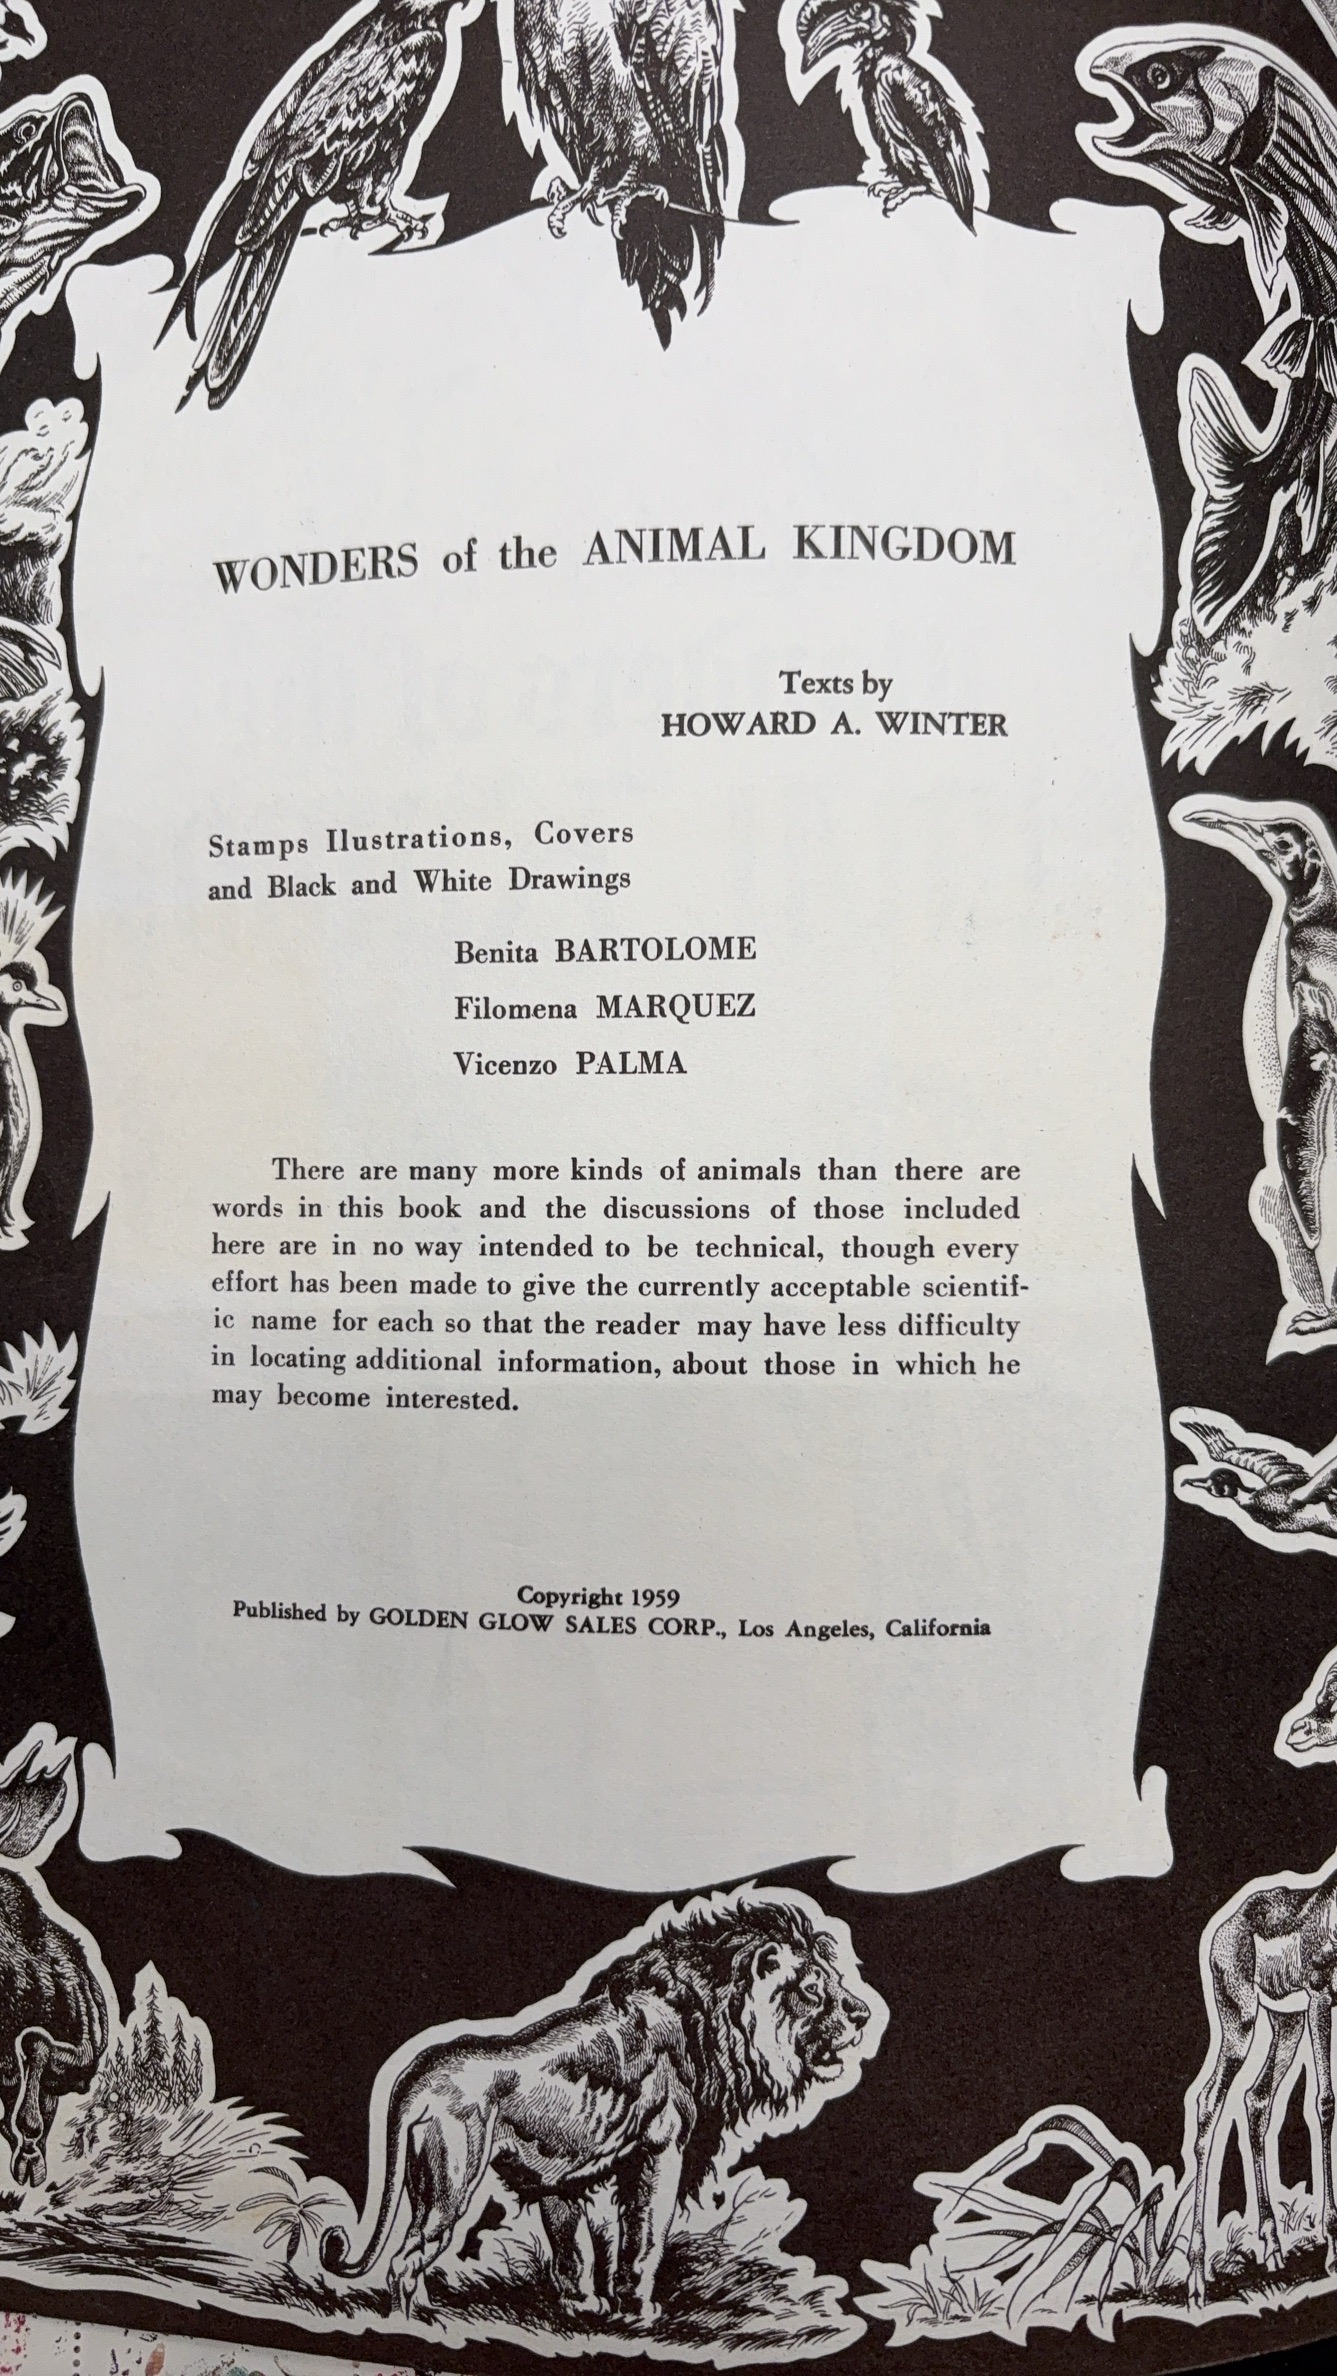 WONDERS of the ANIMAL KINGDOM
Texts by
HOWARD A. WINTER
Stamps Ilustrations, Covers
and Black and White Drawings
Benita BARTOLOME
Filomena MARQUEZ
Vicenzo PALMA
There are many more kinds of animals than there are
words in this book and the discussions of those included
here are in no way intended to be technical, though every
effort has been made to give the currently acceptable scientif-
ic name for each so that the reader may have less difficulty
in locating additional information, about those in which he
may become interested.
Copyright 1959
Published by GOLDEN GLOW SALES CORP., Los Angeles, California